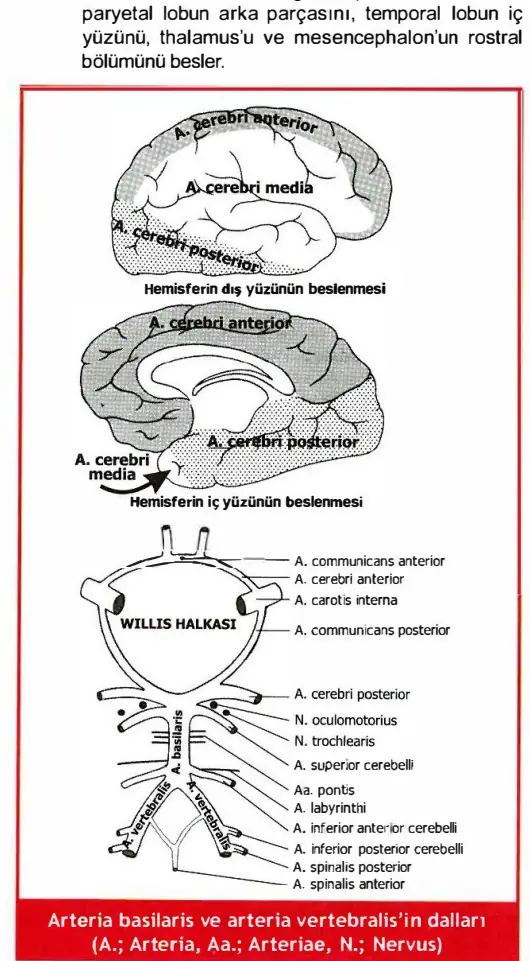 paryetal lobun arka parçasını, temporal lobun iç
yüzünü, thalamus'u ve mesencephalon'un rostral
bölümünü besler.
A. cerebri anterior
A. cerebri media
A. cerebri posterior
Hemisferin dış yüzünün beslenmesi
A. cerebri anterior
A. cerebri posterior
A. cerebri
media
Hemisferin iç yüzünün beslenmesi
A. communicans anterior
A. cerebri anterior
A. carotis interna
WILLIS HALKASI
A. communicans posterior
A. cerebri posterior
N. oculomotorius
N. trochlearis
A. basilaris
A. superior cerebelli
Aa. pontis
A. labyrinthi
A. inferior anterior cerebelli
A. vertebralis
A. vertebralis
A. inferior posterior cerebelli
A. spinalis posterior
A. spinalis anterior
Arteria basilaris ve arteria vertebralis'in dalları
(A.; Arteria, Aa.; Arteriae, N.; Nervus)